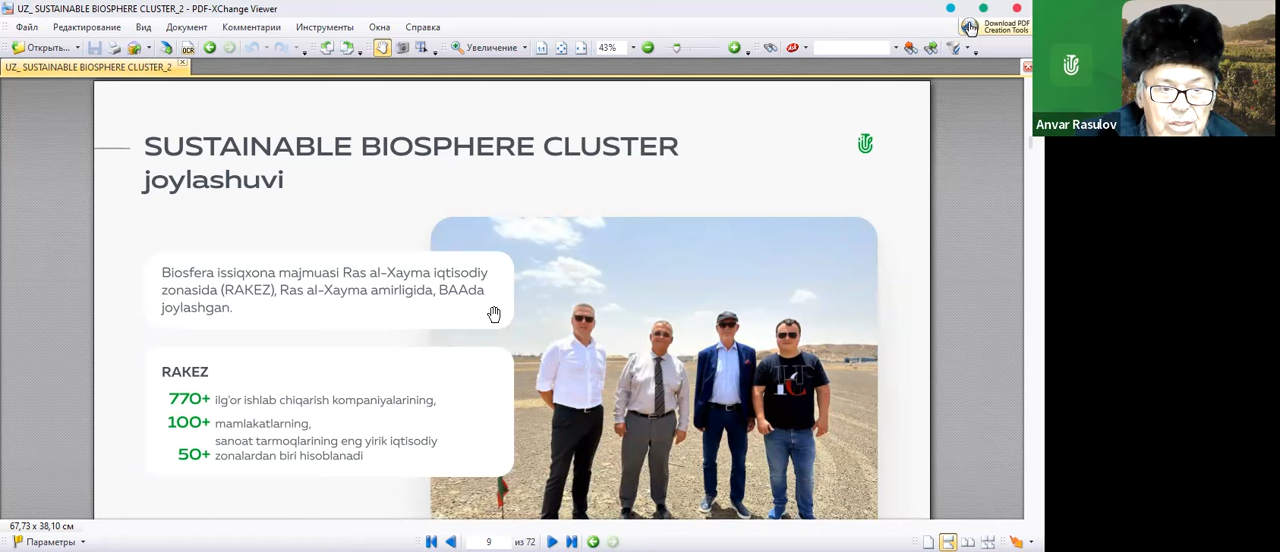 UZ_ SUSTAINABLE BIOSPHERE CLUSTER_2 - PDF-XChange Viewer
Файл Редактирование Вид Документ Комментарии Инструменты Окна Справка
Download PDF
Creation Tools
Открыть...
OCR
Увеличение
43%
UZ_ SUSTAINABLE BIOSPHERE CLUSTER_2
Anvar Rasulov
SUSTAINABLE BIOSPHERE CLUSTER
joylashuvi
Biosfera issiqxona majmuasi Ras al-Xayma iqtisodiy
zonasida (RAKEZ), Ras al-Xayma amirligida, BAAda
joylashgan.
RAKEZ
770+ ilg'or ishlab chiqarish kompaniyalarining,
100+ mamlakatlarning,
sanoat tarmoqlarining eng yirik iqtisodiy
50+ zonalardan biri hisoblanadi
67,73 x 38,10 см
Параметры
9 из 72